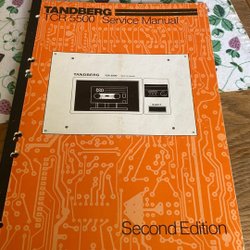 TANDBERG
TCR 5500 Service Manual
TANDBERG
Second Edition